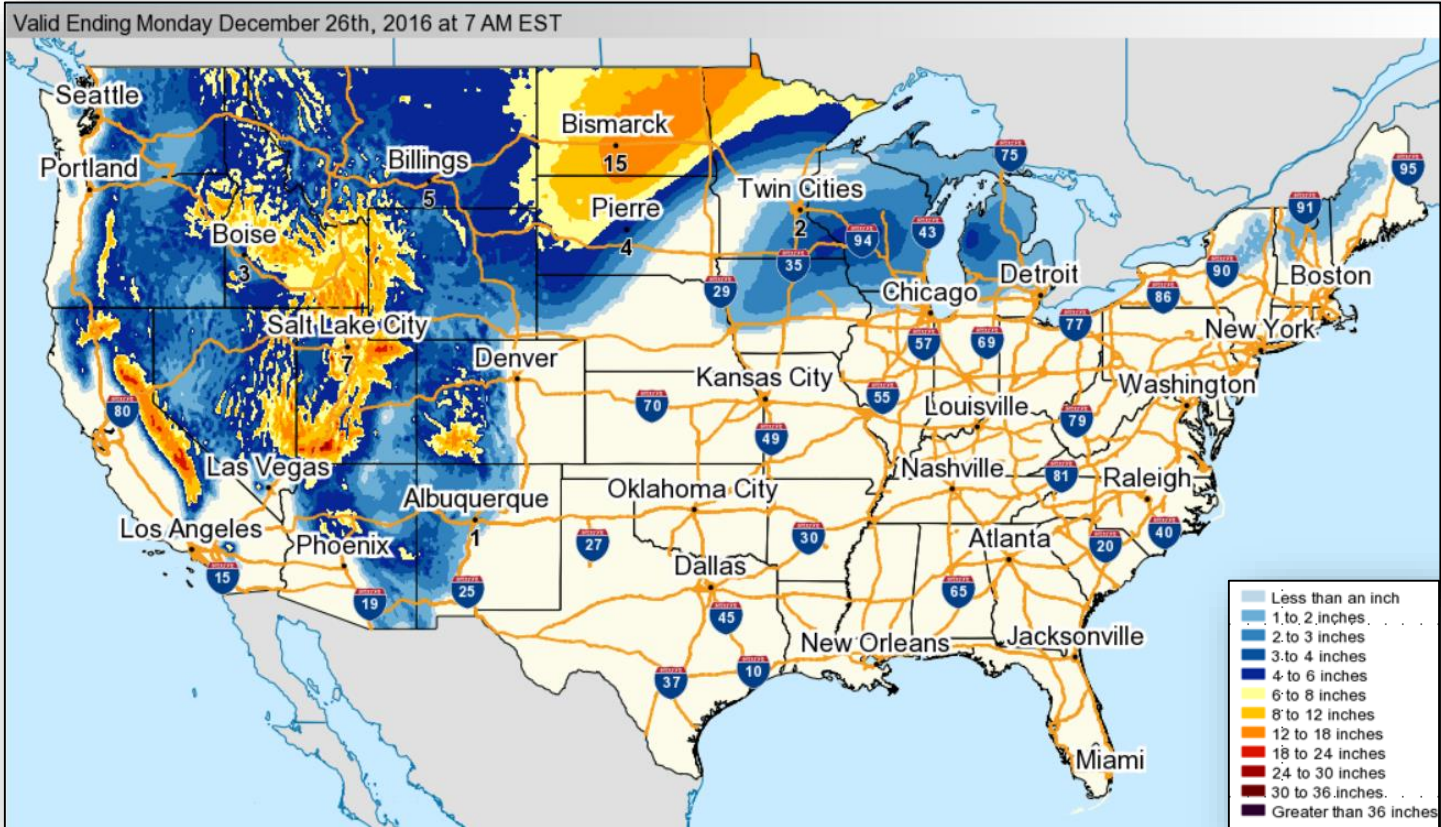 Valid Ending Monday December 26th, 2016 at 7 AM EST
Seattle
Portland
Billings
5
Bismarck
15
Pierre
4
Twin Cities
2
75
95
91
Boise
3
94
43
35
29
90
Boston
Detroit
Chicago
86
77
New York
Salt Lake City
7
Denver
57
69
Kansas City
Washington
80
70
55
Louisville
79
49
Las Vegas
Nashville
81
Raleigh
Albuquerque
1
Oklahoma City
Los Angeles
Phoenix
27
30
Atlanta
20
40
15
19
25
Dallas
65
45
New Orleans
Jacksonville
37
10
Miami
Less than an inch
1 to 2 inches
2 to 3 inches
3 to 4 inches
4 to 6 inches
6 to 8 inches
8 to 12 inches
12 to 18 inches
18 to 24 inches
24 to 30 inches
30 to 36 inches
Greater than 36 inches